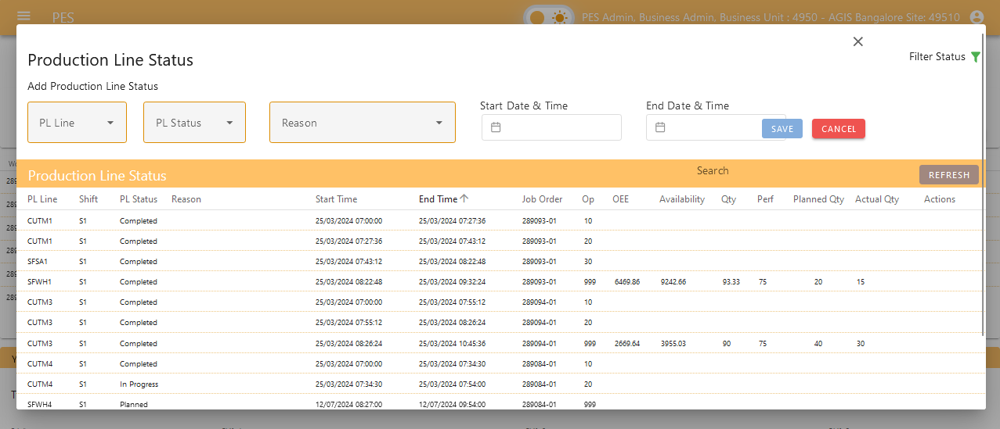 PES
PES Admin, Business Admin, Business Unit : 4950 - AGIS Bangalore Site: 49510
Production Line Status
Filter Status
Add Production Line Status
Start Date & Time End Date & Time
PL Line PL Status Reason SAVE CANCEL
Production Line Status Search REFRESH
PL Line Shift PL Status Reason Start Time End Time Job Order Op OEE Availability Qty Perf Planned Qty Actual Qty Actions
CUTM1 S1 Completed 25/03/2024 07:00:00 25/03/2024 07:27:36 289093-01 10
CUTM1 S1 Completed 25/03/2024 07:27:36 25/03/2024 07:43:12 289093-01 20
SFSA1 S1 Completed 25/03/2024 07:43:12 25/03/2024 08:22:48 289093-01 30
SFWH1 S1 Completed 25/03/2024 08:22:48 25/03/2024 09:32:24 289093-01 999 6469.86 9242.66 93.33 75 20 15
CUTM3 S1 Completed 25/03/2024 07:00:00 25/03/2024 07:55:12 289094-01 10
CUTM3 S1 Completed 25/03/2024 07:55:12 25/03/2024 08:26:24 289094-01 20
CUTM3 S1 Completed 25/03/2024 08:26:24 25/03/2024 10:45:36 289094-01 999 2669.64 3955.03 90 75 40 30
CUTM4 S1 Completed 25/03/2024 07:00:00 25/03/2024 07:34:30 289084-01 10
CUTM4 S1 In Progress 25/03/2024 07:34:30 25/03/2024 07:54:00 289084-01 20
SFWH4 S1 Planned 12/07/2024 08:27:00 12/07/2024 09:54:00 289084-01 999